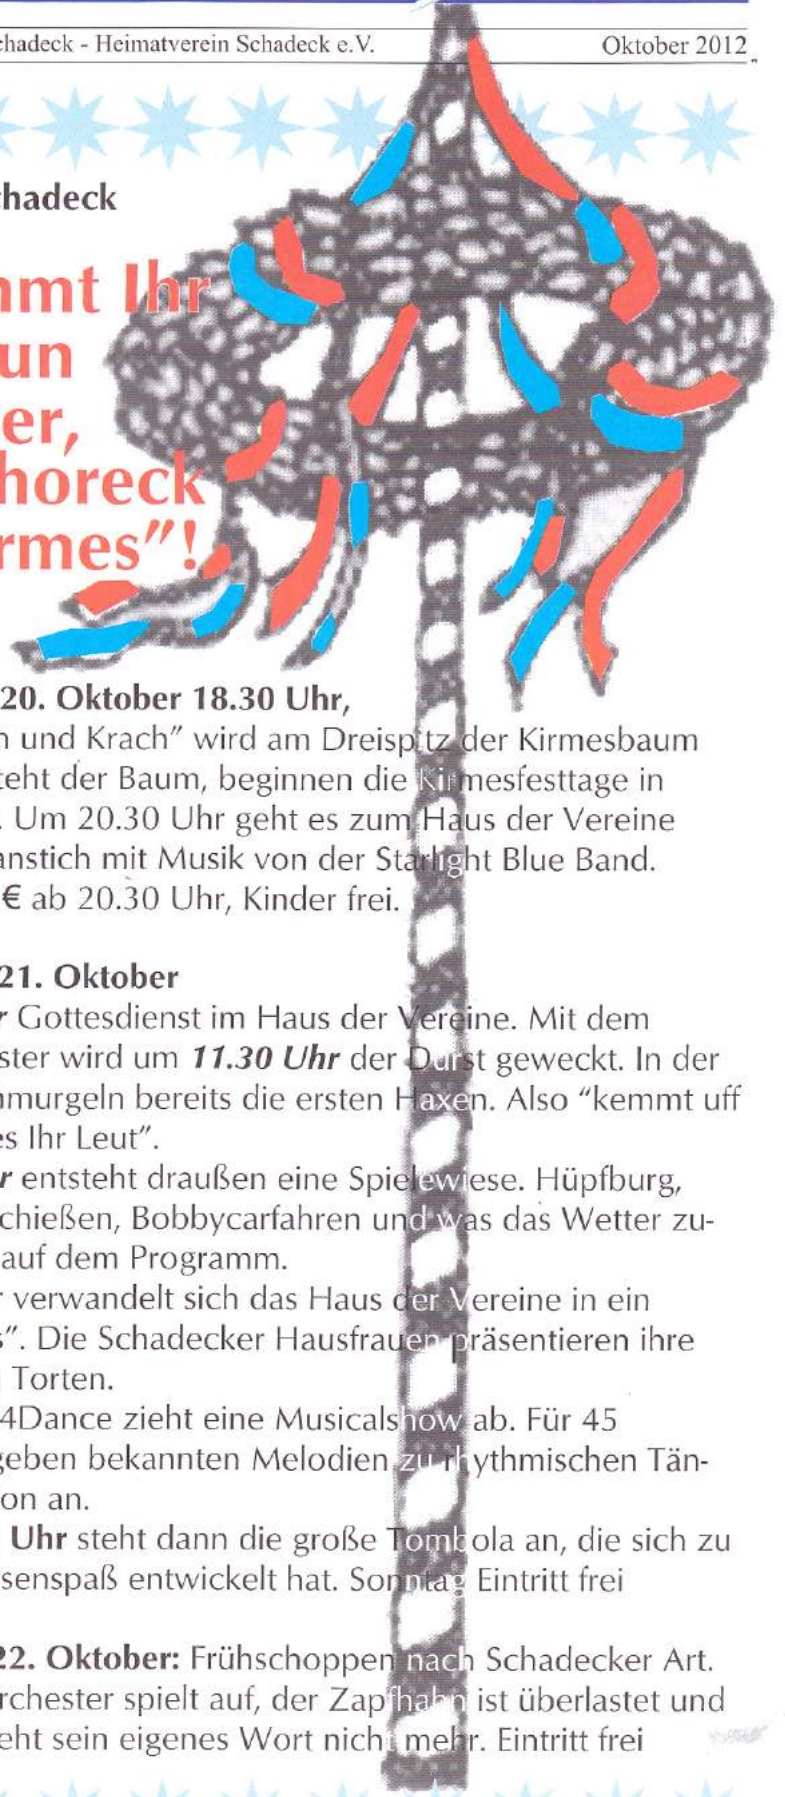 chadeck - Heimatverein Schadeck e.V. Oktober 2012
chadeck
mmt Ihr
un
er,
horeck
rmes"!
20. Oktober 18.30 Uhr,
n und Krach" wird am Dreispitz der Kirmesbaum
teht der Baum, beginnen die Kirmesfesttage in
. Um 20.30 Uhr geht es zum Haus der Vereine
anstich mit Musik von der Starlight Blue Band.
€ ab 20.30 Uhr, Kinder frei.
21. Oktober
r Gottesdienst im Haus der Vereine. Mit dem
ster wird um 11.30 Uhr der Durst geweckt. In der
nmurgeln bereits die ersten Haxen. Also "kemmt uff
es Ihr Leut".
r entsteht draußen eine Spielewiese. Hüpfburg,
chießen, Bobbycarfahren und was das Wetter zu-
auf dem Programm.
r verwandelt sich das Haus der Vereine in ein
s". Die Schadecker Hausfrauen präsentieren ihre
Torten.
4Dance zieht eine Musicalshow ab. Für 45
geben bekannten Melodien zu rhythmischen Tän-
on an.
Uhr steht dann die große Tombola an, die sich zu
senspaß entwickelt hat. Sonntag Eintritt frei
22. Oktober: Frühschoppen nach Schadecker Art.
rchester spielt auf, der Zapfhahn ist überlastet und
eht sein eigenes Wort nicht mehr. Eintritt frei